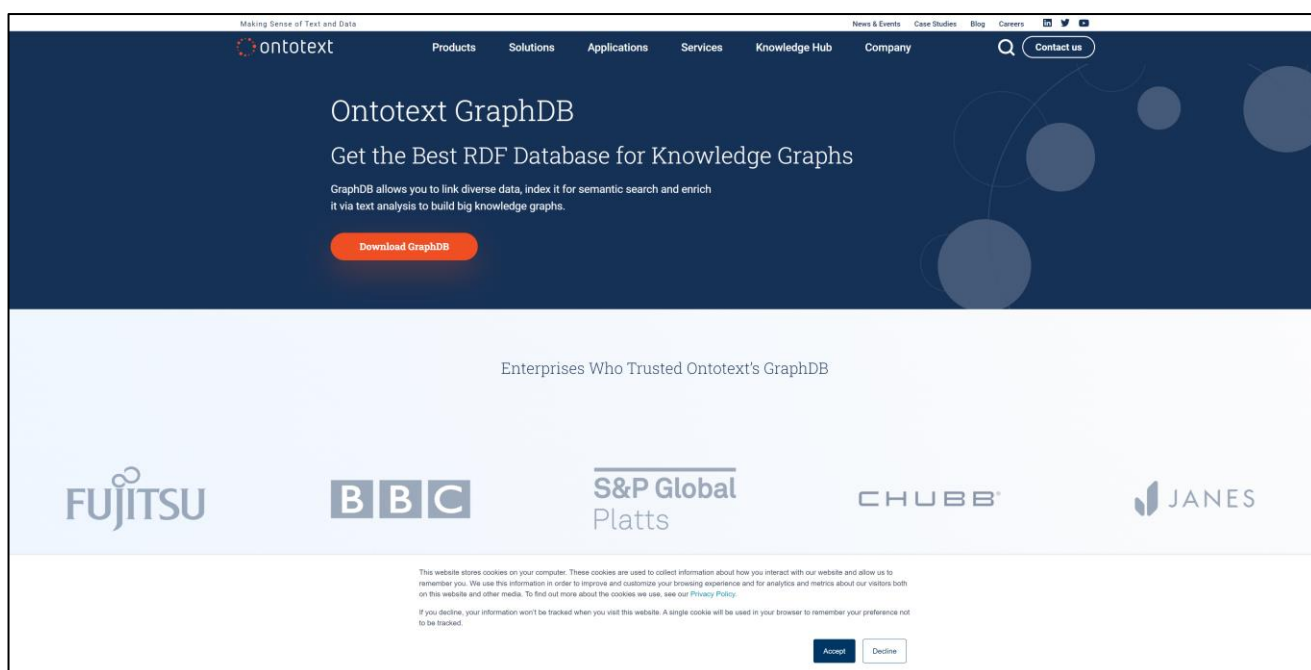 Making Sense of Text and Data
News & Events Case Studies Blog Careers
ontotext Products Solutions Applications Services Knowledge Hub Company Contact us
Ontotext GraphDB
Get the Best RDF Database for Knowledge Graphs
GraphDB allows you to link diverse data, index it for semantic search and enrich
it via text analysis to build big knowledge graphs.
Download GraphDB
Enterprises Who Trusted Ontotext's GraphDB
FUJITSU
BBC
S&P Global
Platts
CHUBB®
JANES
This website stores cookies on your computer. These cookies are used to collect information about how you interact with our website and allow us to
remember you. We use this information in order to improve and customize your browsing experience and for analytics and metrics about our visitors both
on this website and other media. To find out more about the cookies we use, see our Privacy Policy.
If you decline, your information won't be tracked when you visit this website. A single cookie will be used in your browser to remember your preference not
to be tracked.
Accept Decline